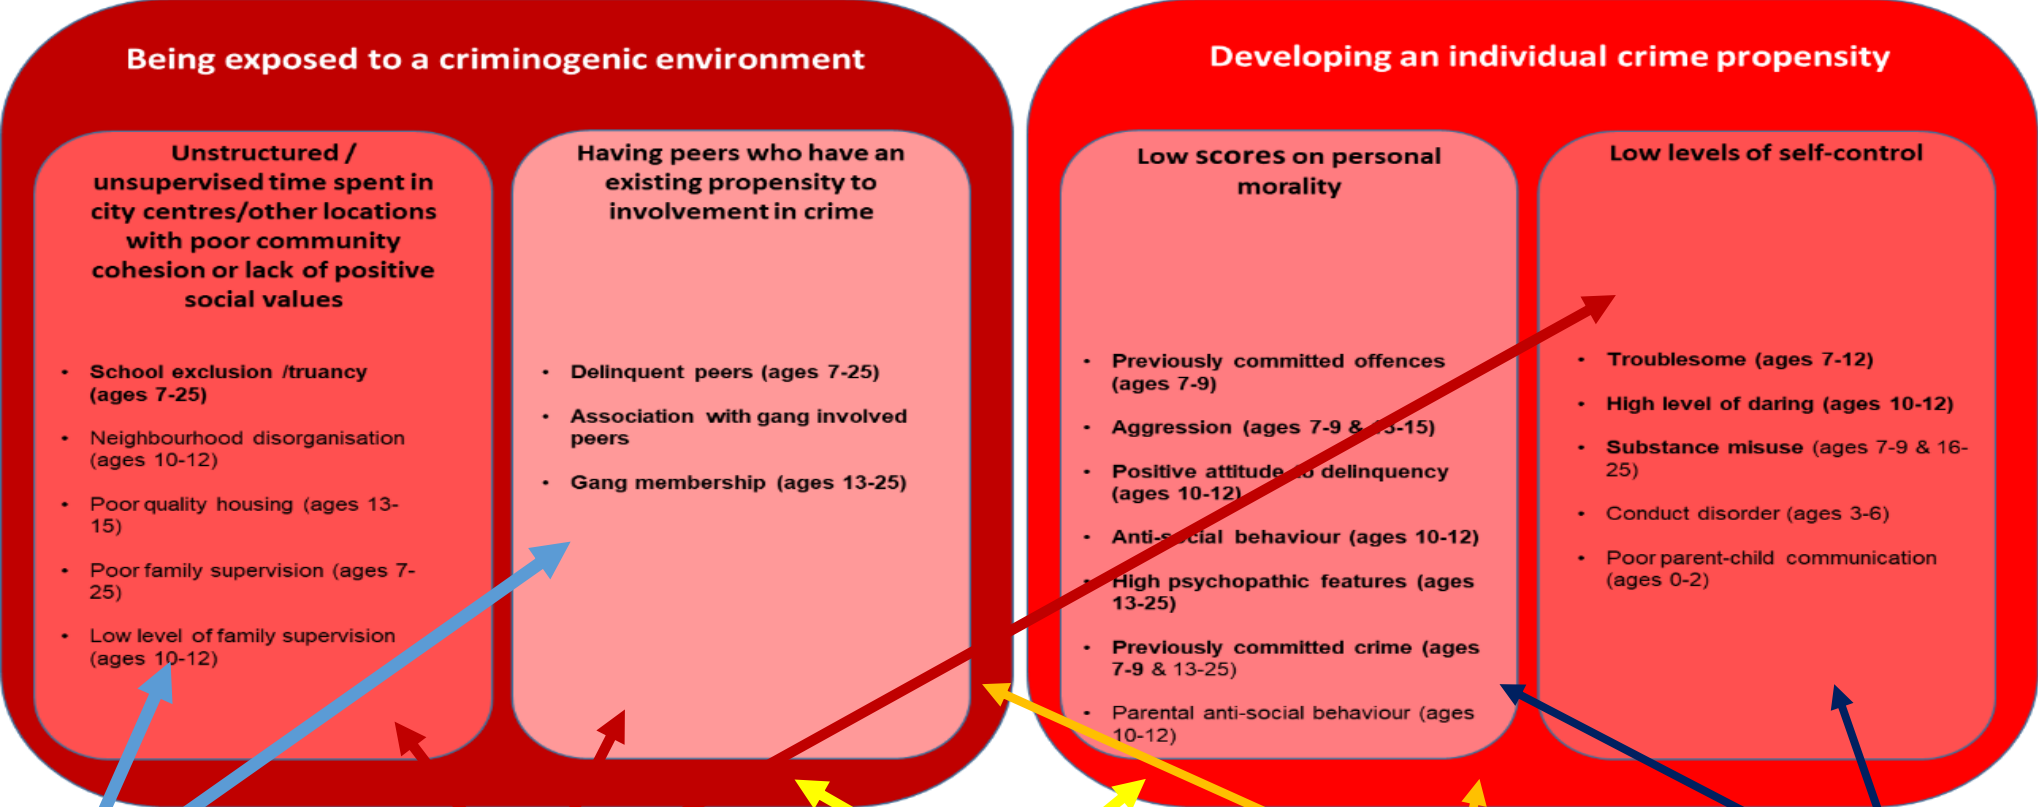 Being exposed to a criminogenic environment
Unstructured /
unsupervised time spent in
city centres/other locations
with poor community
cohesion or lack of positive
social values
• School exclusion /truancy
(ages 7-25)
• Neighbourhood disorganisation
(ages 10-12)
• Poor quality housing (ages 13-
15)
• Poor family supervision (ages 7-
25)
• Low level of family supervision
(ages 10-12)
Having peers who have an
existing propensity to
involvement in crime
• Delinquent peers (ages 7-25)
• Association with gang involved
peers
• Gang membership (ages 13-25)
Developing an individual crime propensity
Low scores on personal
morality
• Previously committed offences
(ages 7-9)
• Aggression (ages 7-9 & 13-15)
• Positive attitude to delinquency
(ages 10-12)
• Anti-social behaviour (ages 10-12)
• High psychopathic features (ages
13-25)
• Previously committed crime (ages
7-9 & 13-25)
• Parental anti-social behaviour (ages
10-12)
Low levels of self-control
• Troublesome (ages 7-12)
• High level of daring (ages 10-12)
• Substance misuse (ages 7-9 & 16-
25)
• Conduct disorder (ages 3-6)
• Poor parent-child communication
(ages 0-2)